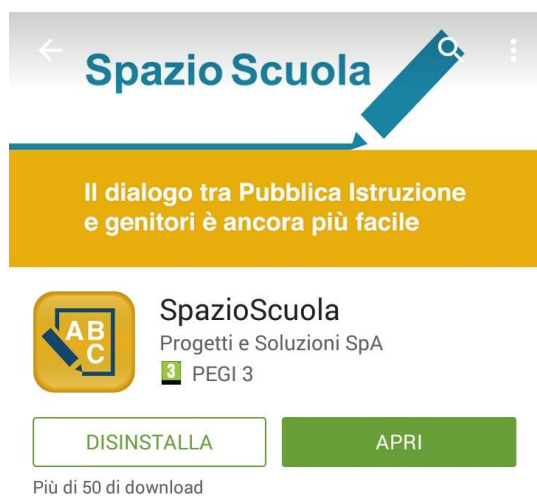 Spazio Scuola
Il dialogo tra Pubblica Istruzione
e genitori è ancora più facile
AB
C
SpazioScuola
Progetti e Soluzioni SpA
3 PEGI 3
DISINSTALLA
APRI
Più di 50 di download